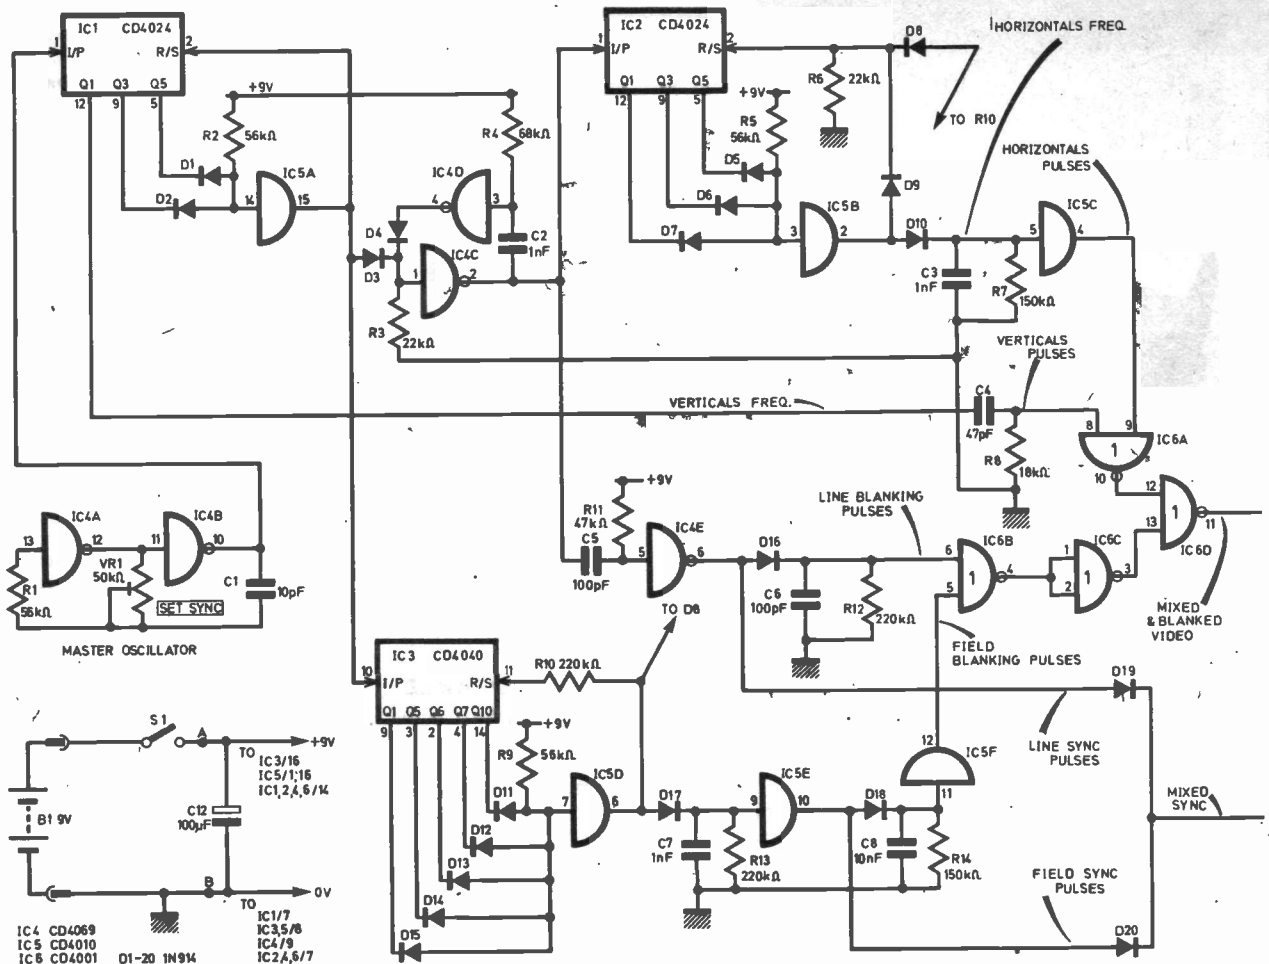 IC1 CD4024
1 I/P R/S 2
Q1 Q3 Q5
12 9 5
+9V
R2 56kΩ
R4 68kΩ
D1
D2
14 IC5A 15
IC4D
4 3
D4
D3
IC4C
1 2
C2 1nF
R3 22kΩ
IC2 CD4024
1 I/P R/S 2
Q1 Q3 Q5
12 9 5
+9V
R5 56kΩ
R6 22kΩ
D5
D6
D7
D8
TO R10
D9
IC5B
3 2
D10
HORIZONTALS FREQ.
HORIZONTALS PULSES
IC5C
5 4
C3 1nF
R7 150kΩ
VERTICALS FREQ.
VERTICALS PULSES
C4 47pF
R8 18kΩ
8 9
IC6A
1
10
12
13
IC6D
1
11
MIXED & BLANKED VIDEO
IC4A
13 12
IC4B
11 10
R1 56kΩ
VR1 50kΩ
SET SYNC
C1 10pF
MASTER OSCILLATOR
+9V
R11 47kΩ
C5 100pF
IC4E
5 6
D16
LINE BLANKING PULSES
C6 100pF
R12 220kΩ
TO D8
6
5
IC6B
1
4
1
2
IC6C
1
3
FIELD BLANKING PULSES
IC3 CD4040
10 I/P R/S 11
Q1 Q5 Q6 Q7 Q10
9 3 2 4 14
R10 220kΩ
+9V
R9 56kΩ
D11
D12
D13
D14
D15
IC5D
7 6
D17
C7 1nF
R13 220kΩ
IC5E
9 10
D18
C8 10nF
R14 150kΩ
12 IC5F
11
D19
LINE SYNC PULSES
MIXED SYNC
FIELD SYNC PULSES
D20
S1
A
TO
+9V
IC3/16
IC5/1,16
IC1,2,4,6/14
B1 9V
C12 100µF
B
TO
0V
IC1/7
IC3,5/8
IC4/9
IC2,4,6/7
IC4 CD4069
IC5 CD4010
IC6 CD4001 D1-20 1N914